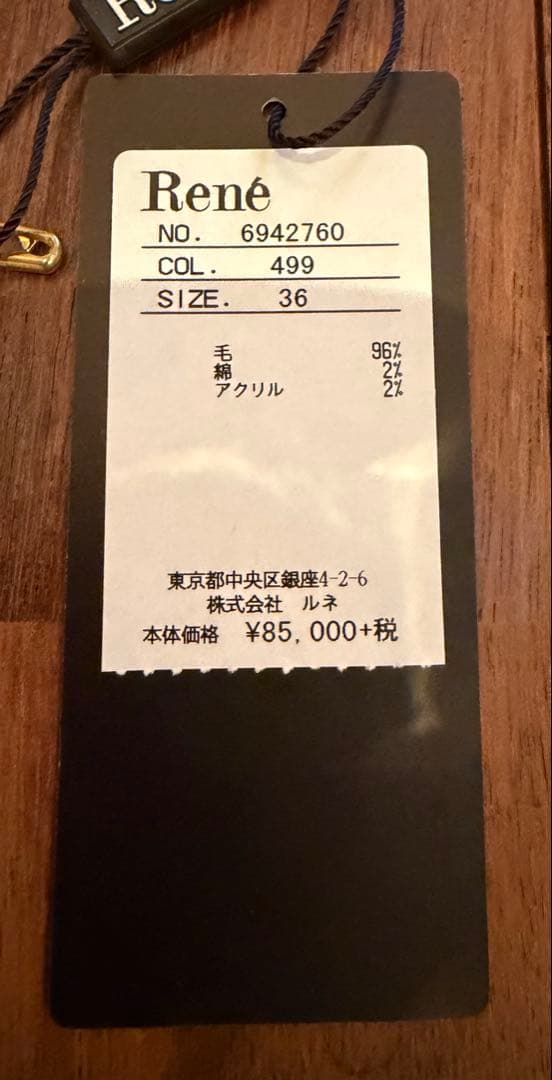 René
NO. 6942760
COL. 499
SIZE. 36
毛 96%
綿 2%
アクリル 2%
東京都中央区銀座4-2-6
株式会社 ルネ
本体価格 ¥85,000+税